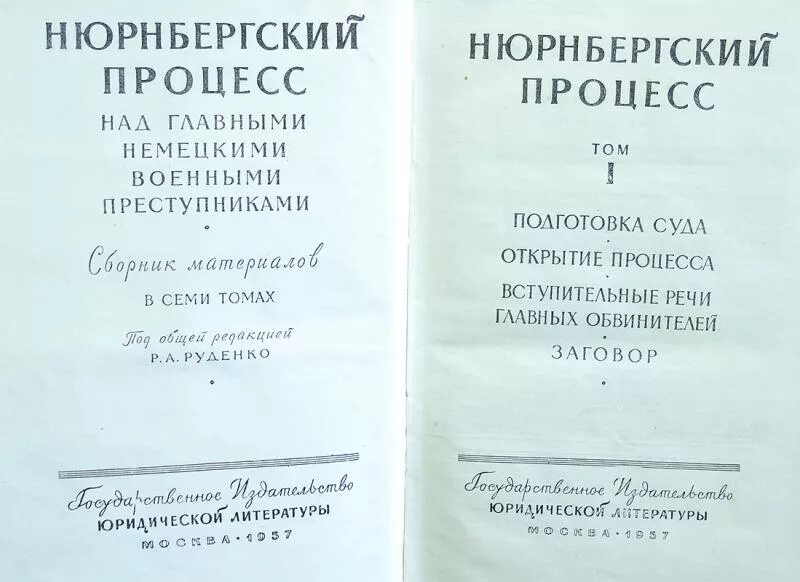 НЮРНБЕРГСКИЙ
ПРОЦЕСС
НАД ГЛАВНЫМИ
НЕМЕЦКИМИ
ВОЕННЫМИ
ПРЕСТУПНИКАМИ
Сборник материалов
В СЕМИ ТОМАХ
Под общей редакцией
Р. А. РУДЕНКО
Государственное Издательство
ЮРИДИЧЕСКОЙ ЛИТЕРАТУРЫ
МОСКВА · 1957
НЮРНБЕРГСКИЙ
ПРОЦЕСС
ТОМ
I
ПОДГОТОВКА СУДА
ОТКРЫТИЕ ПРОЦЕССА
ВСТУПИТЕЛЬНЫЕ РЕЧИ
ГЛАВНЫХ ОБВИНИТЕЛЕЙ
ЗАГОВОР
Государственное Издательство
ЮРИДИЧЕСКОЙ ЛИТЕРАТУРЫ
МОСКВА · 1957